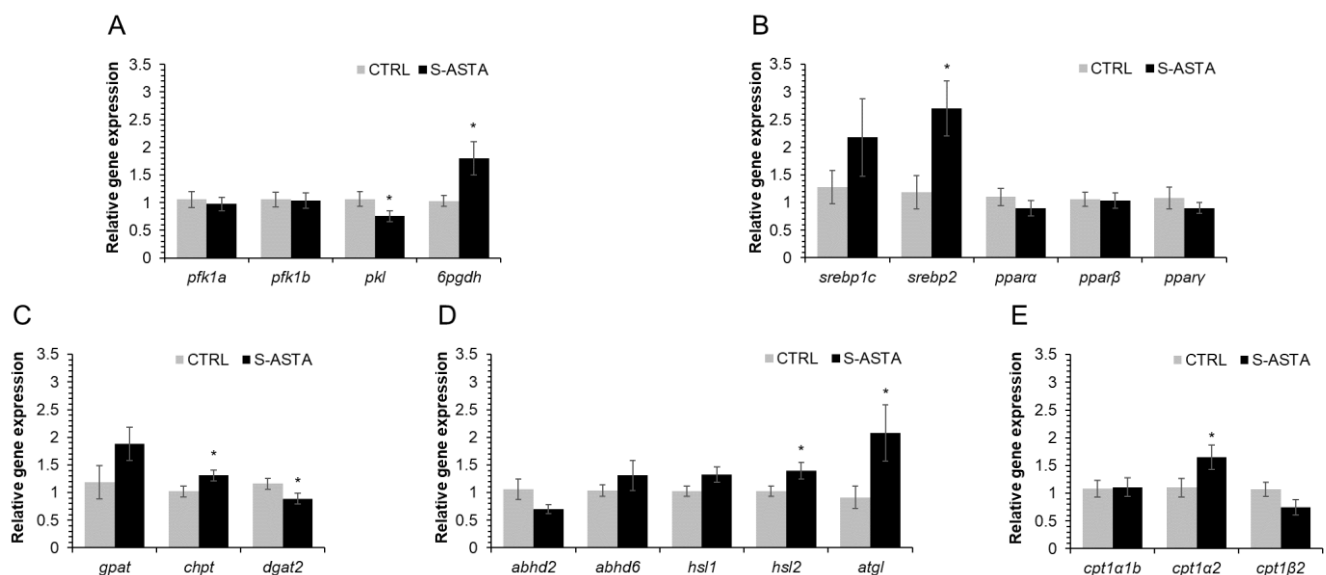 A
Relative gene expression
CTRL S-ASTA
3.5
3
2.5
2
1.5
1
0.5
0
*
*
pfk1a pfk1b pkl 6pgdh
B
Relative gene expression
CTRL S-ASTA
3.5
3
2.5
2
1.5
1
0.5
0
*
srebp1c srebp2 pparα pparβ pparγ
C
Relative gene expression
CTRL S-ASTA
3.5
3
2.5
2
1.5
1
0.5
0
*
*
gpat chpt dgat2
D
Relative gene expression
CTRL S-ASTA
3.5
3
2.5
2
1.5
1
0.5
0
*
*
abhd2 abhd6 hsl1 hsl2 atgl
E
Relative gene expression
CTRL S-ASTA
3.5
3
2.5
2
1.5
1
0.5
0
*
cpt1α1b cpt1α2 cpt1β2